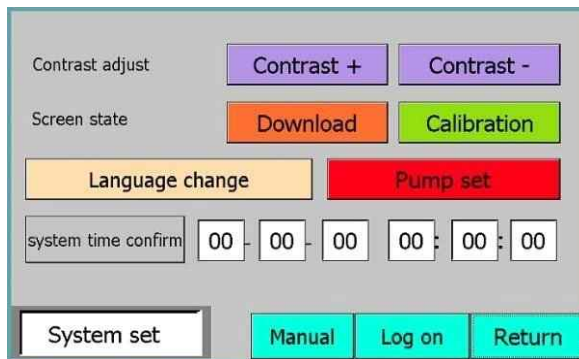 Contrast adjust Contrast + Contrast -
Screen state Download Calibration
Language change Pump set
system time confirm 00 - 00 - 00 00 : 00 : 00
System set Manual Log on Return